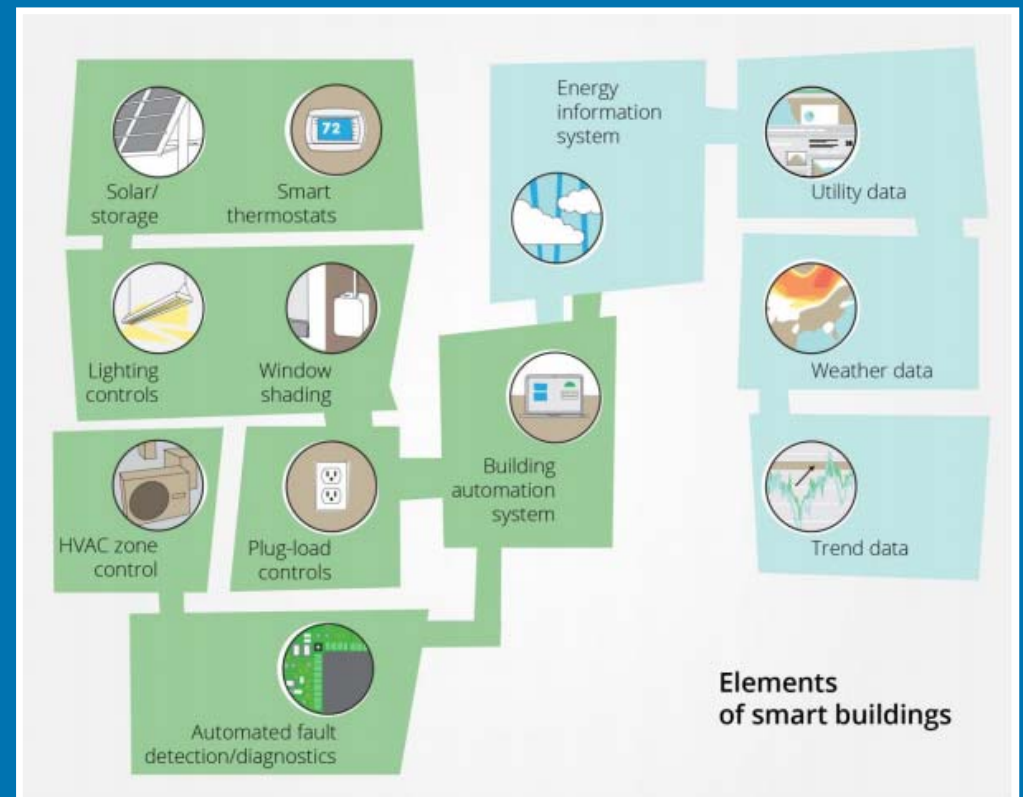 Solar/
storage
Smart
thermostats
72
Energy
information
system
Utility data
Lighting
controls
Window
shading
Weather data
HVAC zone
control
Plug-load
controls
Building
automation
system
Trend data
Automated fault
detection/diagnostics
Elements
of smart buildings